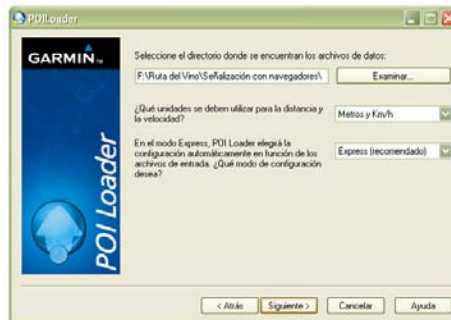 POILoader
GARMIN™
POI Loader
Seleccione el directorio donde se encuentran los archivos de datos:
F:\Ruta del Vino\Señalización con navegadores\
Examinar...
¿Qué unidades se deben utilizar para la distancia y
la velocidad?
Metros y Km/h
En el modo Express, POI Loader elegirá la
configuración automáticamente en función de los
archivos de entrada. ¿Qué modo de configuración
desea?
Express (recomendado)
< Atrás
Siguiente >
Cancelar
Ayuda